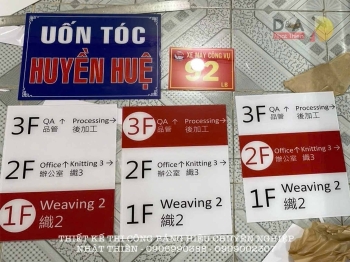 UỐN TÓC
HUYỀN HUỆ
XE MÁY CÔNG VỤ
92
3F QA ↑ Processing→
品管 後加工
2F Office↑ Knitting 3→
辦公室 織3
1F Weaving 2
織2
3F QA ↑ Processing→
品管 後加工
2F Office↑ Knitting 3→
辦公室 織3
1F Weaving 2
織2
3F QA ↑ Processing→
品管 後加工
2F Office↑ Knitting 3→
辦公室 織3
1F Weaving 2
織2
THIẾT KẾ THI CÔNG BẢNG HIỆU CHUYÊN NGHIỆP